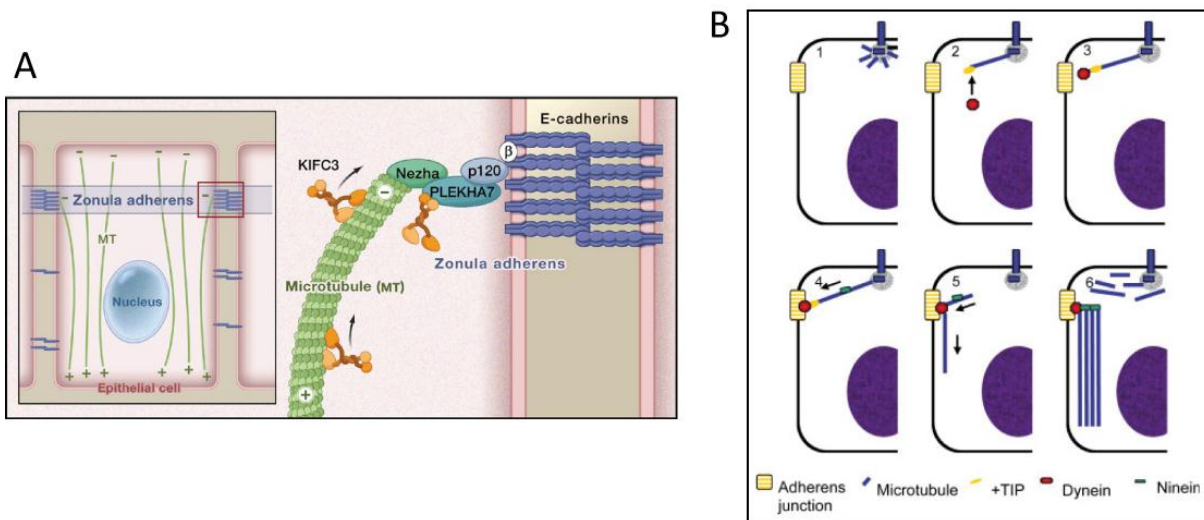 A
E-cadherins
KIFC3
Nezha
p120
β
PLEKHA7
−
Zonula adherens
Microtubule (MT)
+
− − − −
Zonula adherens
− −
MT
Nucleus
+ + + + + +
Epithelial cell
B
1
2
3
4
5
6
Adherens junction
Microtubule
+TIP
Dynein
Ninein